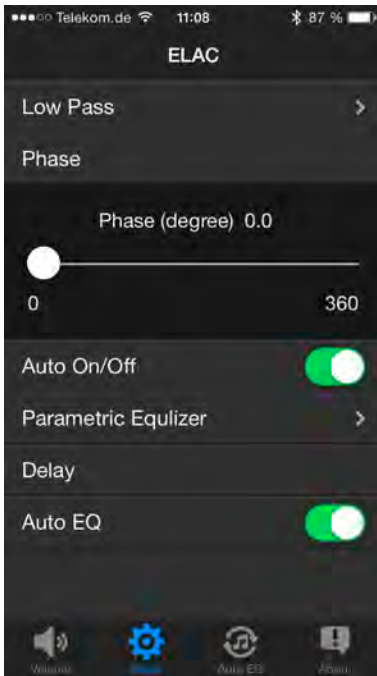 Telekom.de 11:08 87 %
ELAC
Low Pass
Phase
Phase (degree) 0.0
0 360
Auto On/Off
Parametric Equlizer
Delay
Auto EQ
Auto EQ